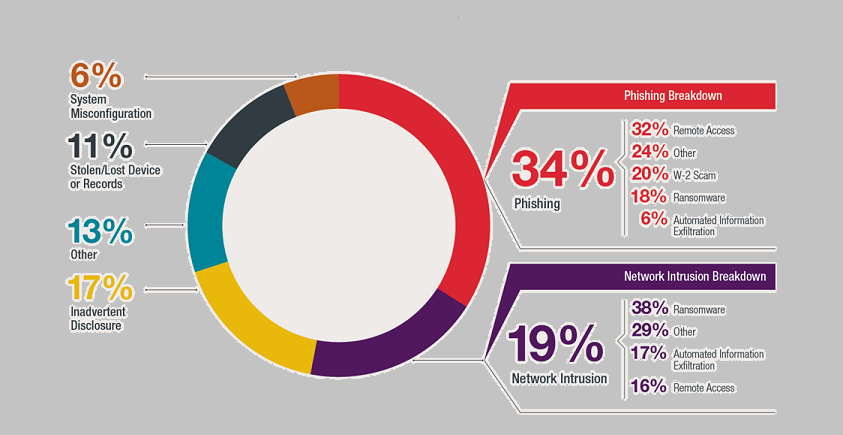 6%
System
Misconfiguration
11%
Stolen/Lost Device
or Records
13%
Other
17%
Inadvertent
Disclosure
Phishing Breakdown
34%
Phishing
32% Remote Access
24% Other
20% W-2 Scam
18% Ransomware
6% Automated Information
Exfiltration
Network Intrusion Breakdown
19%
Network Intrusion
38% Ransomware
29% Other
17% Automated Information
Exfiltration
16% Remote Access